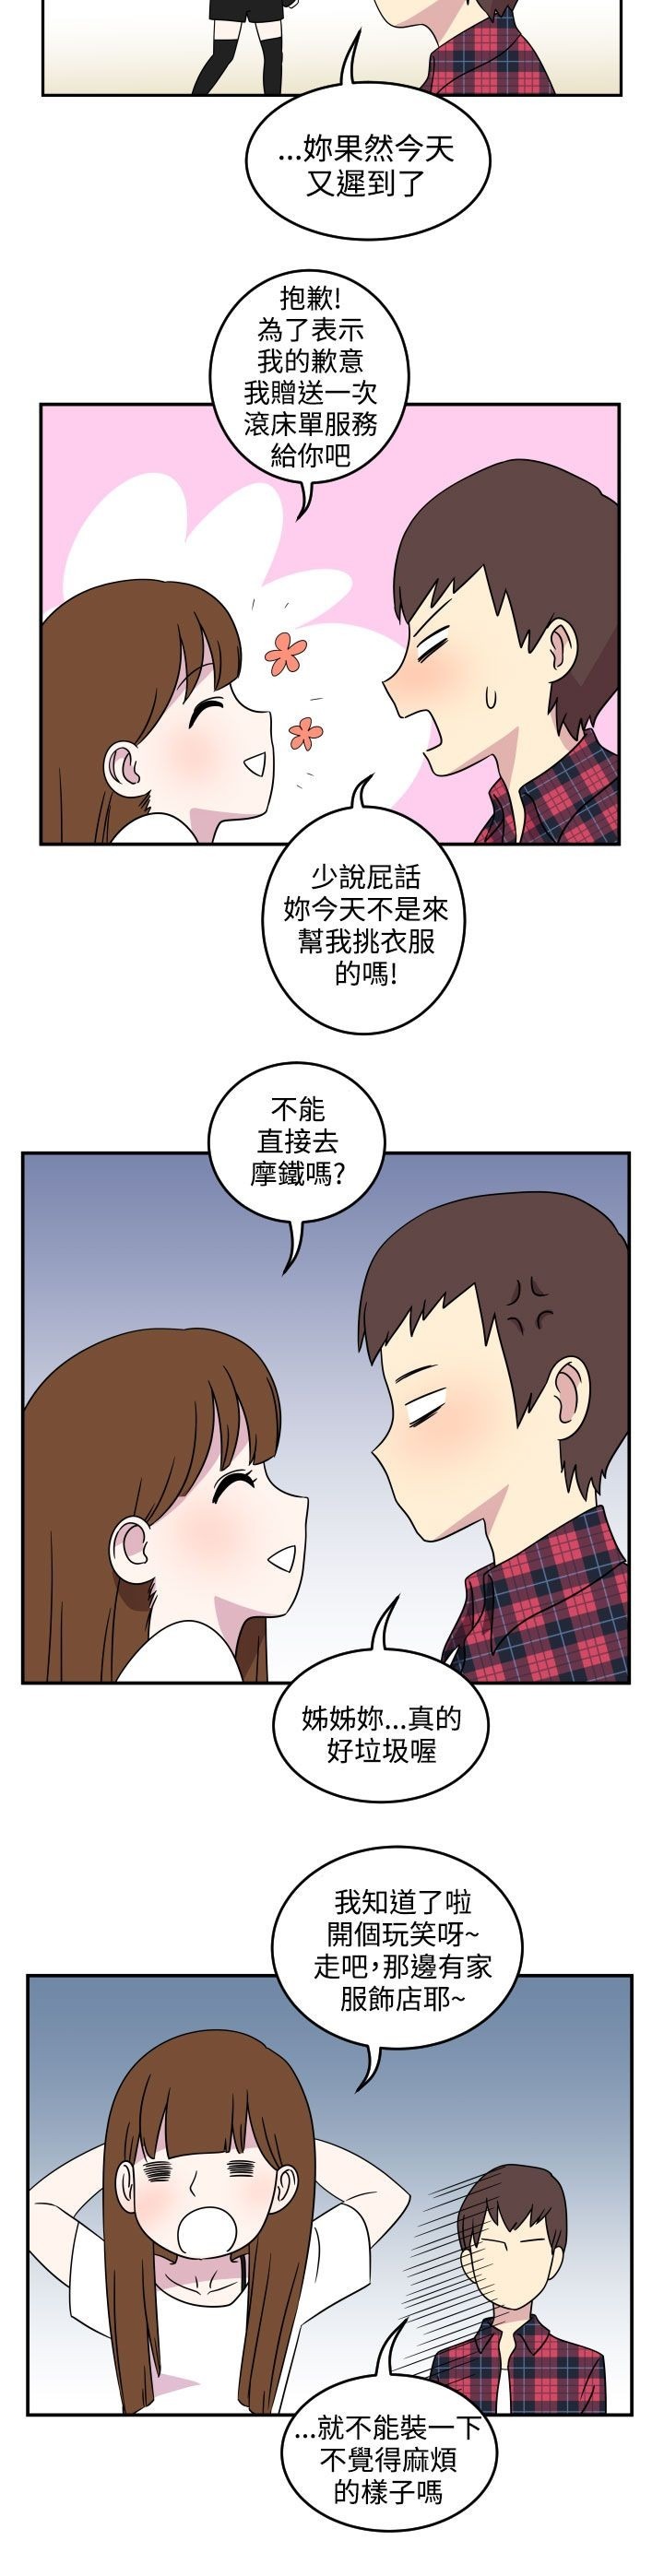 ...妳果然今天
又遲到了
抱歉!
為了表示
我的歉意
我贈送一次
滾床單服務
給你吧
少說屁話
妳今天不是來
幫我挑衣服
的嗎!
不能
直接去
摩鐵嗎?
姊姊妳...真的
好垃圾喔
我知道了啦
開個玩笑呀~
走吧，那邊有家
服飾店耶~
...就不能裝一下
不覺得麻煩
的樣子嗎